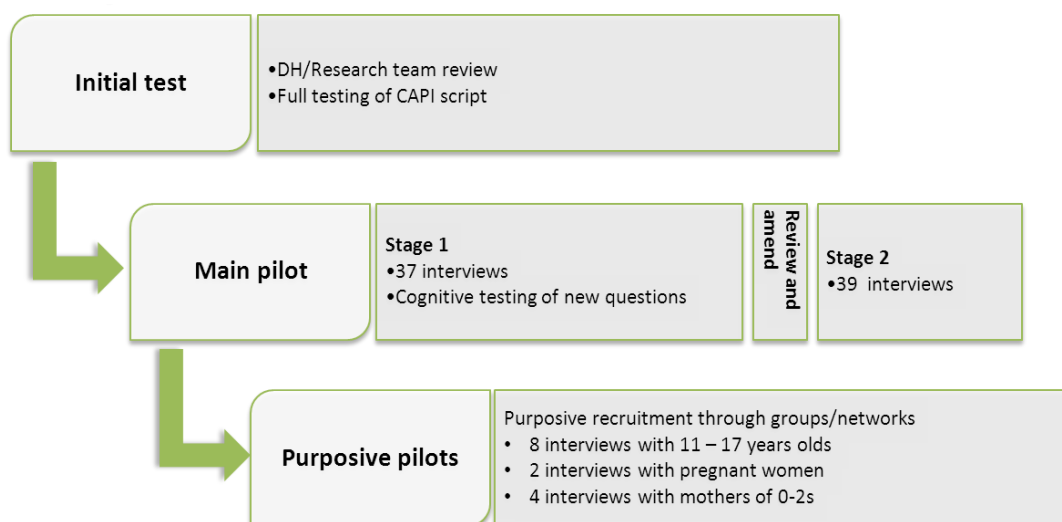 Initial test
•DH/Research team review
•Full testing of CAPI script
Main pilot
Stage 1
•37 interviews
•Cognitive testing of new questions
Review and
amend
Stage 2
•39 interviews
Purposive pilots
Purposive recruitment through groups/networks
• 8 interviews with 11 – 17 years olds
• 2 interviews with pregnant women
• 4 interviews with mothers of 0-2s